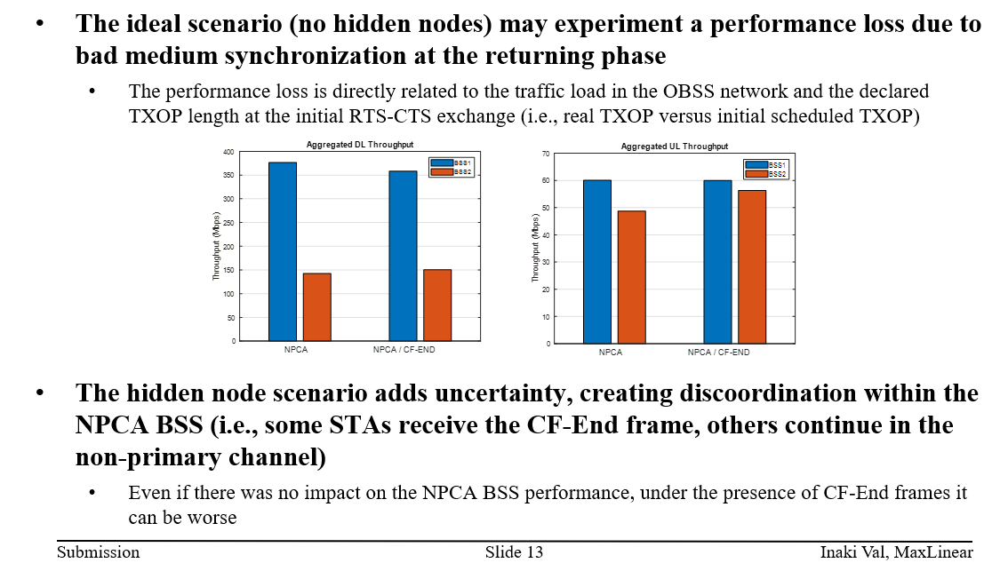 • The ideal scenario (no hidden nodes) may experiment a performance loss due to
bad medium synchronization at the returning phase
• The performance loss is directly related to the traffic load in the OBSS network and the declared
TXOP length at the initial RTS-CTS exchange (i.e., real TXOP versus initial scheduled TXOP)
Aggregated DL Throughput
400
350
300
250
200
150
100
50
0
Throughput (Mbps)
BSS1
BSS2
NPCA
NPCA / CF-END
Aggregated UL Throughput
70
60
50
40
30
20
10
0
Throughput (Mbps)
BSS1
BSS2
NPCA
NPCA / CF-END
• The hidden node scenario adds uncertainty, creating discoordination within the
NPCA BSS (i.e., some STAs receive the CF-End frame, others continue in the
non-primary channel)
• Even if there was no impact on the NPCA BSS performance, under the presence of CF-End frames it
can be worse
Submission
Slide 13
Inaki Val, MaxLinear